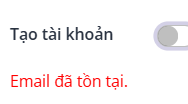 Tạo tài khoản
Email đã tồn tại.